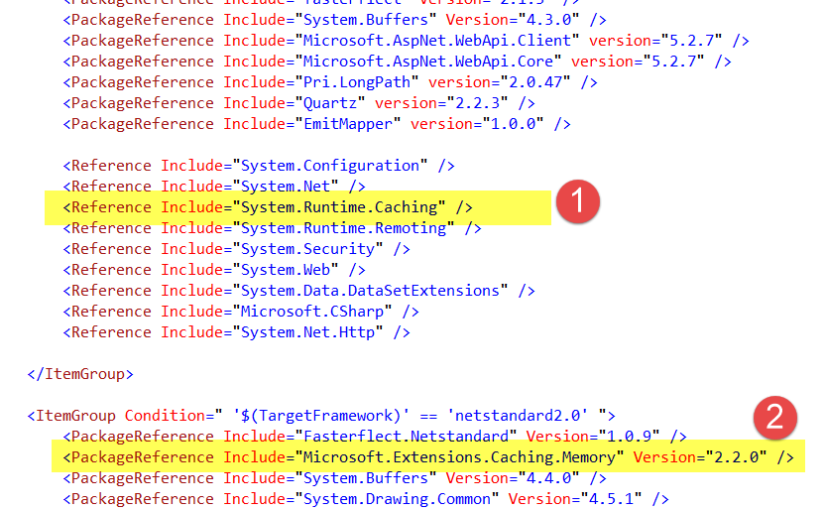 <PackageReference Include="Fasterflect" Version="2.1.3" />
<PackageReference Include="System.Buffers" Version="4.3.0" />
<PackageReference Include="Microsoft.AspNet.WebApi.Client" version="5.2.7" />
<PackageReference Include="Microsoft.AspNet.WebApi.Core" version="5.2.7" />
<PackageReference Include="Pri.LongPath" version="2.0.47" />
<PackageReference Include="Quartz" version="2.2.3" />
<PackageReference Include="EmitMapper" version="1.0.0" />
<Reference Include="System.Configuration" />
<Reference Include="System.Net" />
<Reference Include="System.Runtime.Caching" />
1
<Reference Include="System.Runtime.Remoting" />
<Reference Include="System.Security" />
<Reference Include="System.Web" />
<Reference Include="System.Data.DataSetExtensions" />
<Reference Include="Microsoft.CSharp" />
<Reference Include="System.Net.Http" />
</ItemGroup>
<ItemGroup Condition=" '$(TargetFramework)' == 'netstandard2.0' ">
2
<PackageReference Include="Fasterflect.Netstandard" Version="1.0.9" />
<PackageReference Include="Microsoft.Extensions.Caching.Memory" Version="2.2.0" />
<PackageReference Include="System.Buffers" Version="4.4.0" />
<PackageReference Include="System.Drawing.Common" Version="4.5.1" />